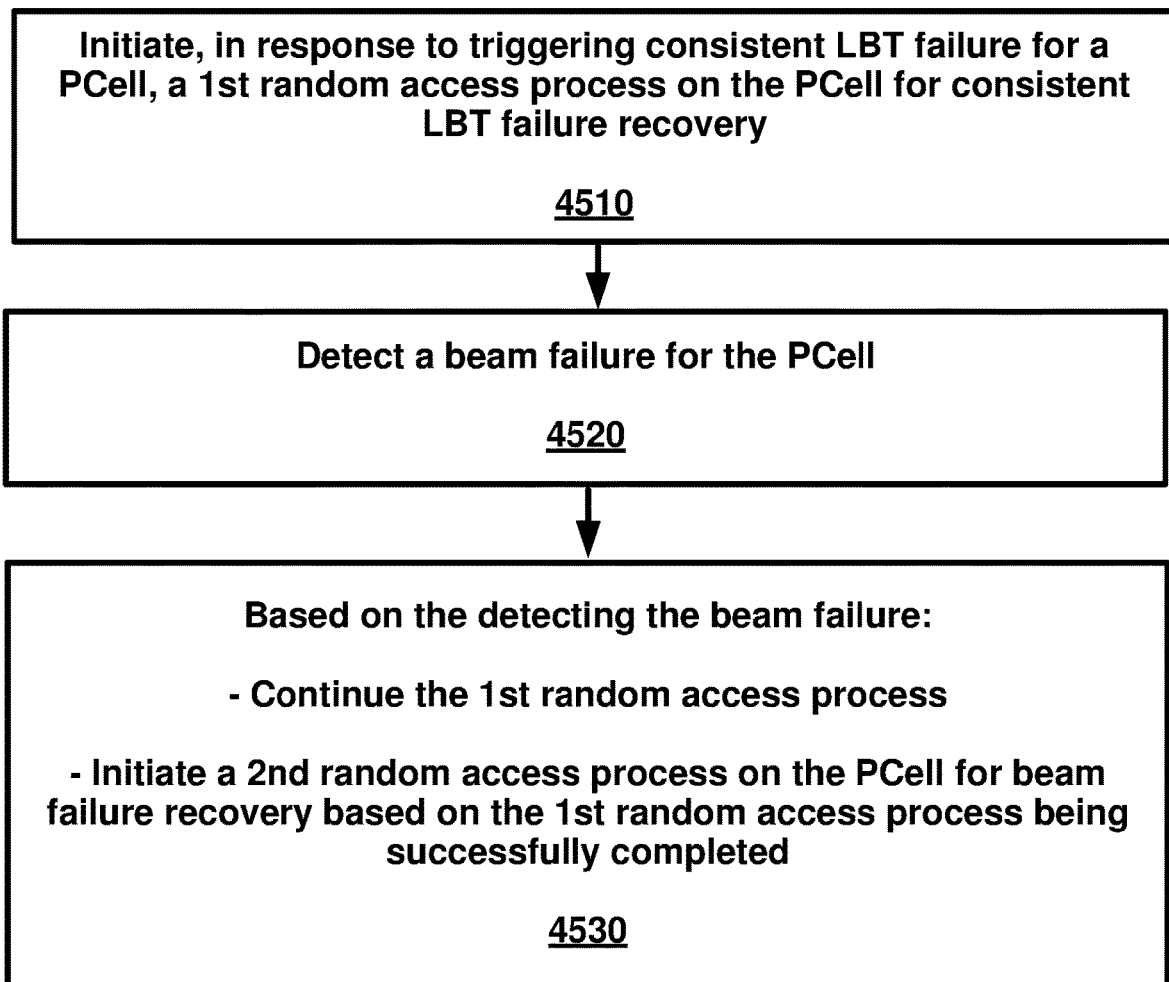 Initiate, in response to triggering consistent LBT failure for a
PCell, a 1st random access process on the PCell for consistent
LBT failure recovery
4510
Detect a beam failure for the PCell
4520
Based on the detecting the beam failure:
- Continue the 1st random access process
- Initiate a 2nd random access process on the PCell for beam
failure recovery based on the 1st random access process being
successfully completed
4530